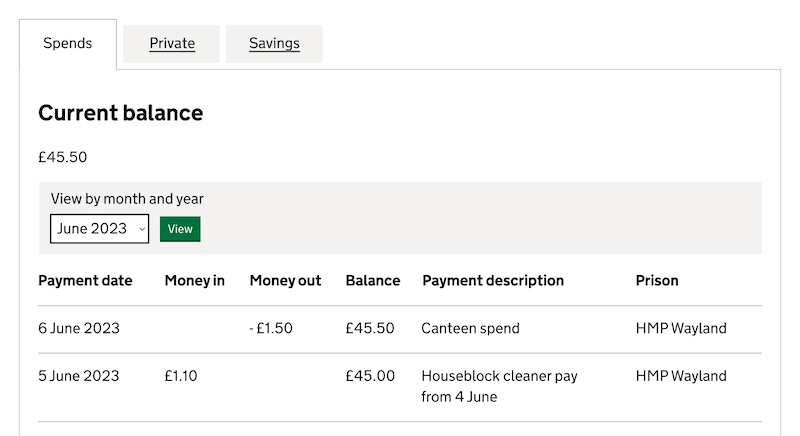 Spends Private Savings
Current balance
£45.50
View by month and year
June 2023 View
Payment date Money in Money out Balance Payment description Prison
6 June 2023 - £1.50 £45.50 Canteen spend HMP Wayland
5 June 2023 £1.10 £45.00 Houseblock cleaner pay HMP Wayland
from 4 June